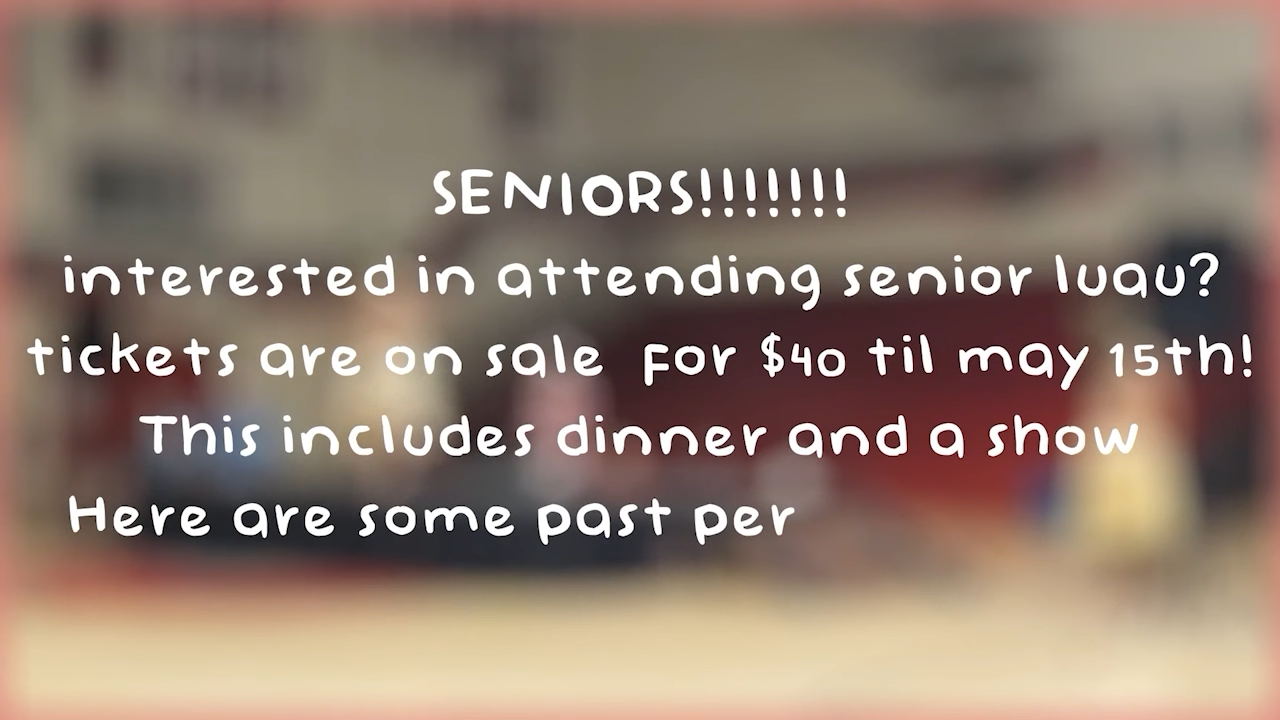 SENIORS!!!!!!!
interested in attending senior luau?
tickets are on sale for $40 til may 15th!
This includes dinner and a show
Here are some past per